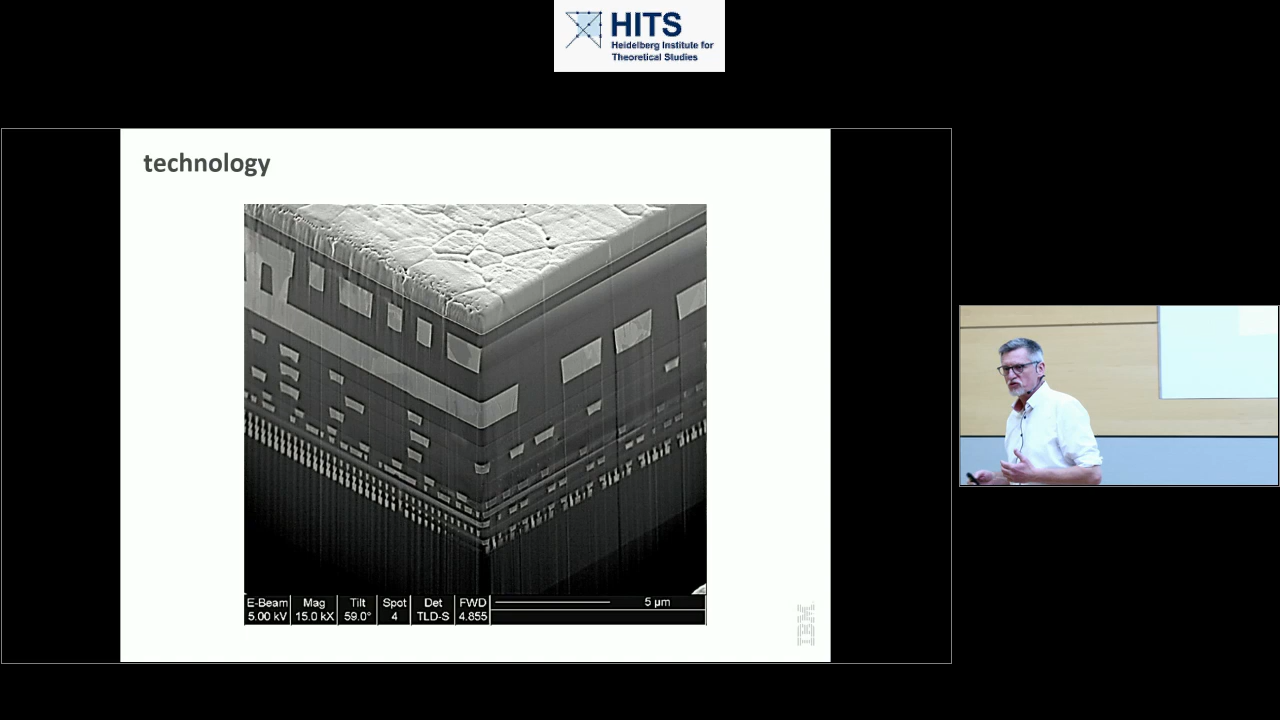 HITS
Heidelberg Institute for
Theoretical Studies
technology
E-Beam Mag Tilt Spot Det FWD 5 µm
5.00 kV 15.0 kX 59.0° 4 TLD-S 4.855
IBM